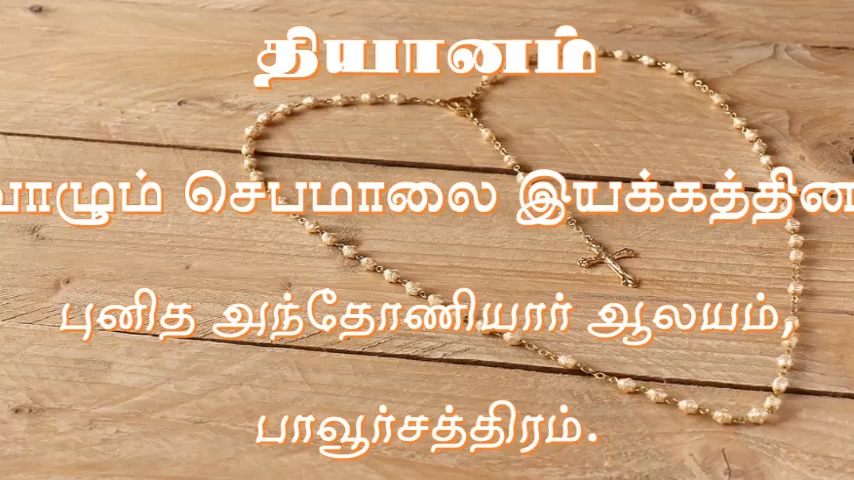 தியானம்
வாழும் செபமாலை இயக்கத்தின
புனித அந்தோணியார் ஆலயம்,
பாவூர்சத்திரம்.